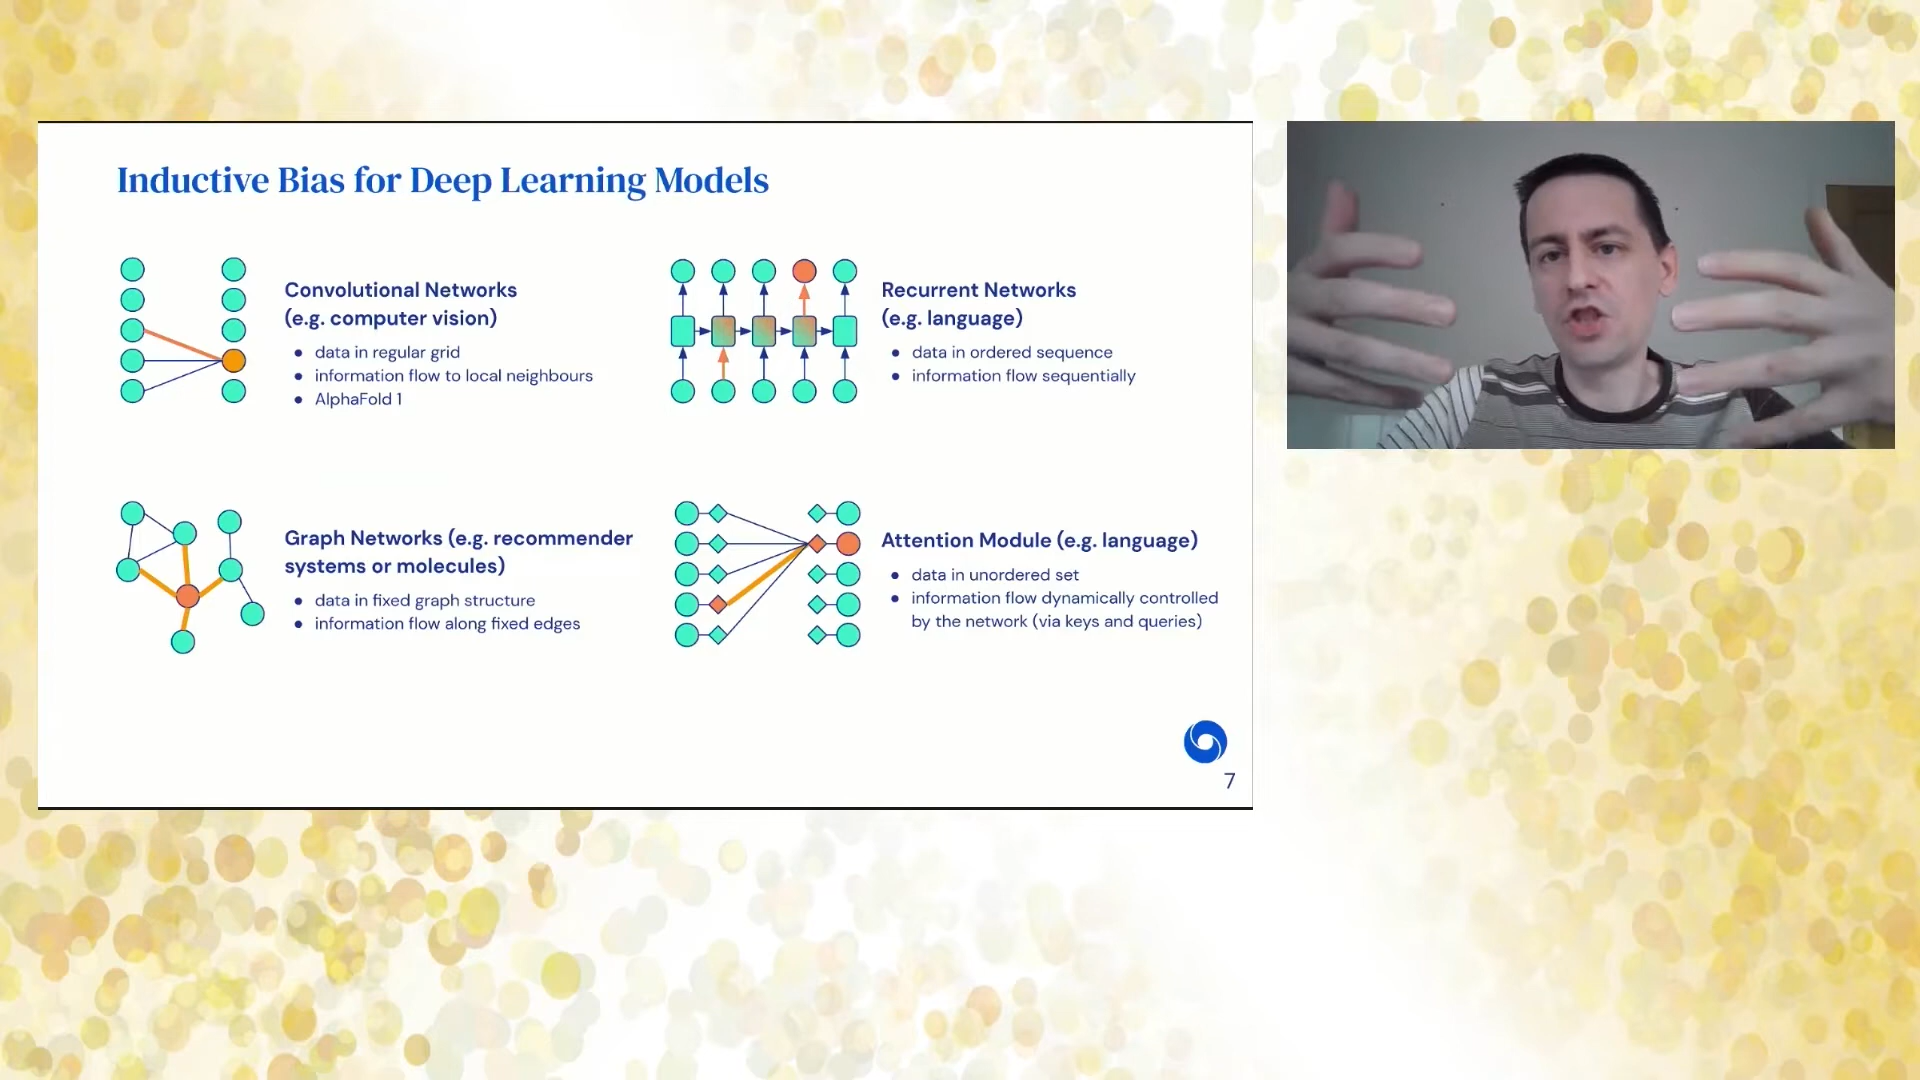 Inductive Bias for Deep Learning Models
Convolutional Networks
(e.g. computer vision)
● data in regular grid
● information flow to local neighbours
● AlphaFold 1
Recurrent Networks
(e.g. language)
● data in ordered sequence
● information flow sequentially
Graph Networks (e.g. recommender
systems or molecules)
● data in fixed graph structure
● information flow along fixed edges
Attention Module (e.g. language)
● data in unordered set
● information flow dynamically controlled
by the network (via keys and queries)
7